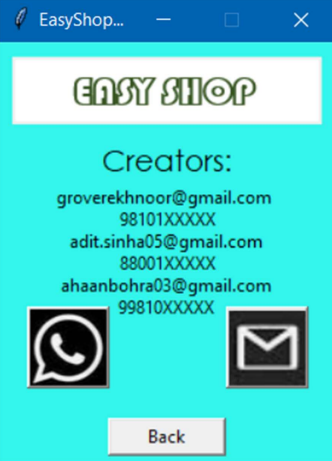 EasyShop...
EASY SHOP
Creators:
groverekhnoor@gmail.com
98101XXXXX
adit.sinha05@gmail.com
88001XXXXX
ahaanbohra03@gmail.com
99810XXXXX
Back